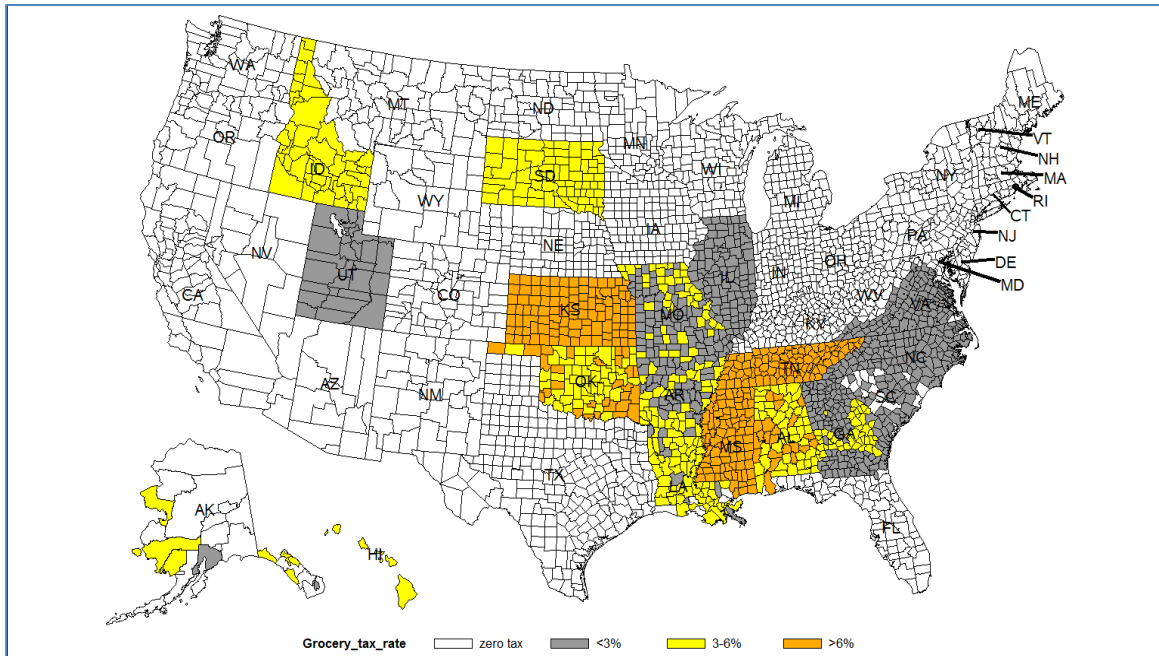 WA
MT
ND
ME
OR
MN
VT
ID
SD
WI
NH
NY
MA
WY
MI
RI
IA
CT
NE
PA
NJ
NV
UT
IL
IN
OH
DE
CO
MD
CA
WV
VA
KS
MO
KY
NC
TN
AZ
OK
AR
NM
SC
GA
MS
AL
TX
LA
AK
FL
HI
Grocery_tax_rate zero tax <3% 3-6% >6%